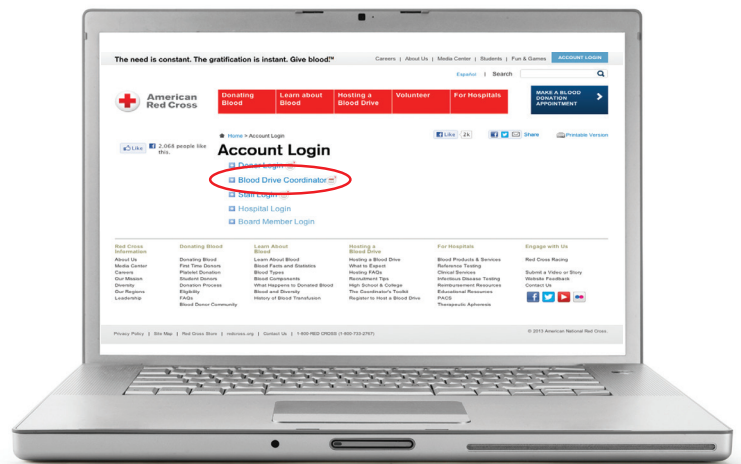 The need is constant. The gratification is instant. Give blood.™
Careers | About Us | Media Center | Students | Fun & Games
ACCOUNT LOGIN
Español | Search
American
Red Cross
Donating
Blood
Learn about
Blood
Hosting a
Blood Drive
Volunteer
For Hospitals
MAKE A BLOOD
DONATION
APPOINTMENT
Home > Account Login
Like 2k
Share
Printable Version
Like
2,068 people like
this.
Account Login
Donor Login
Blood Drive Coordinator
Staff Login
Hospital Login
Board Member Login
Red Cross
Information
About Us
Media Center
Careers
Our Mission
Diversity
Our Regions
Leadership
Donating Blood
Donating Blood
First Time Donors
Platelet Donation
Student Donors
Donation Process
Eligibility
FAQs
Blood Donor Community
Learn About
Blood
Learn About Blood
Blood Facts and Statistics
Blood Types
Blood Components
What Happens to Donated Blood
Blood and Diversity
History of Blood Transfusion
Hosting a
Blood Drive
Hosting a Blood Drive
What to Expect
Hosting FAQs
Recruitment Tips
High School & College
The Coordinator's Toolkit
Register to Host a Blood Drive
For Hospitals
Blood Products & Services
Reference Testing
Clinical Services
Infectious Disease Testing
Reimbursement Resources
Educational Resources
PACS
Therapeutic Apheresis
Engage with Us
Red Cross Racing
Submit a Video or Story
Website Feedback
Contact Us
Privacy Policy | Site Map | Red Cross Store | redcross.org | Contact Us | 1-800-RED CROSS (1-800-733-2767)
© 2013 American National Red Cross.